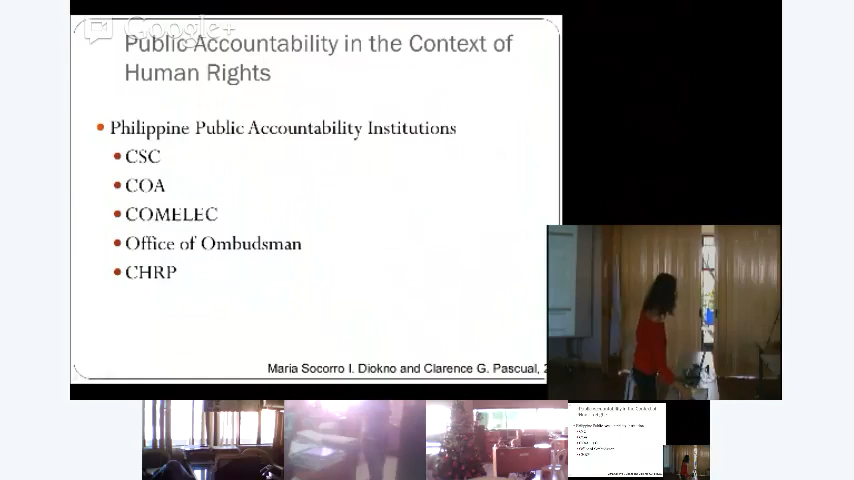 Google+
Public Accountability in the Context of
Human Rights
Philippine Public Accountability Institutions
CSC
COA
COMELEC
Office of Ombudsman
CHRP
Maria Socorro I. Diokno and Clarence G. Pascual, 2